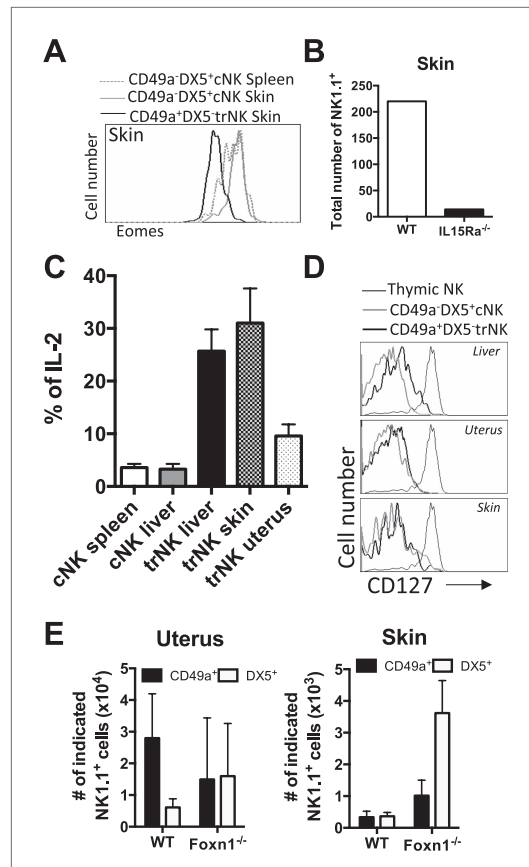 A
CD49a⁻DX5⁺cNK Spleen
CD49a⁻DX5⁺cNK Skin
CD49a⁺DX5⁻trNK Skin
Skin
Cell number
Eomes
B
Skin
Total number of NK1.1⁺
250
200
150
100
50
0
WT IL15Ra⁻/⁻
C
% of IL-2
40
30
20
10
0
cNK spleen
cNK liver
trNK liver
trNK skin
trNK uterus
D
Thymic NK
CD49a⁻DX5⁺cNK
CD49a⁺DX5⁻trNK
Liver
Uterus
Skin
Cell number
CD127
E
Uterus
CD49a⁺ DX5⁺
# of indicated
NK1.1⁺ cells (x10⁴)
5
4
3
2
1
0
WT Foxn1⁻/⁻
Skin
CD49a⁺ DX5⁺
# of indicated
NK1.1⁺ cells (x10³)
5
4
3
2
1
0
WT Foxn1⁻/⁻